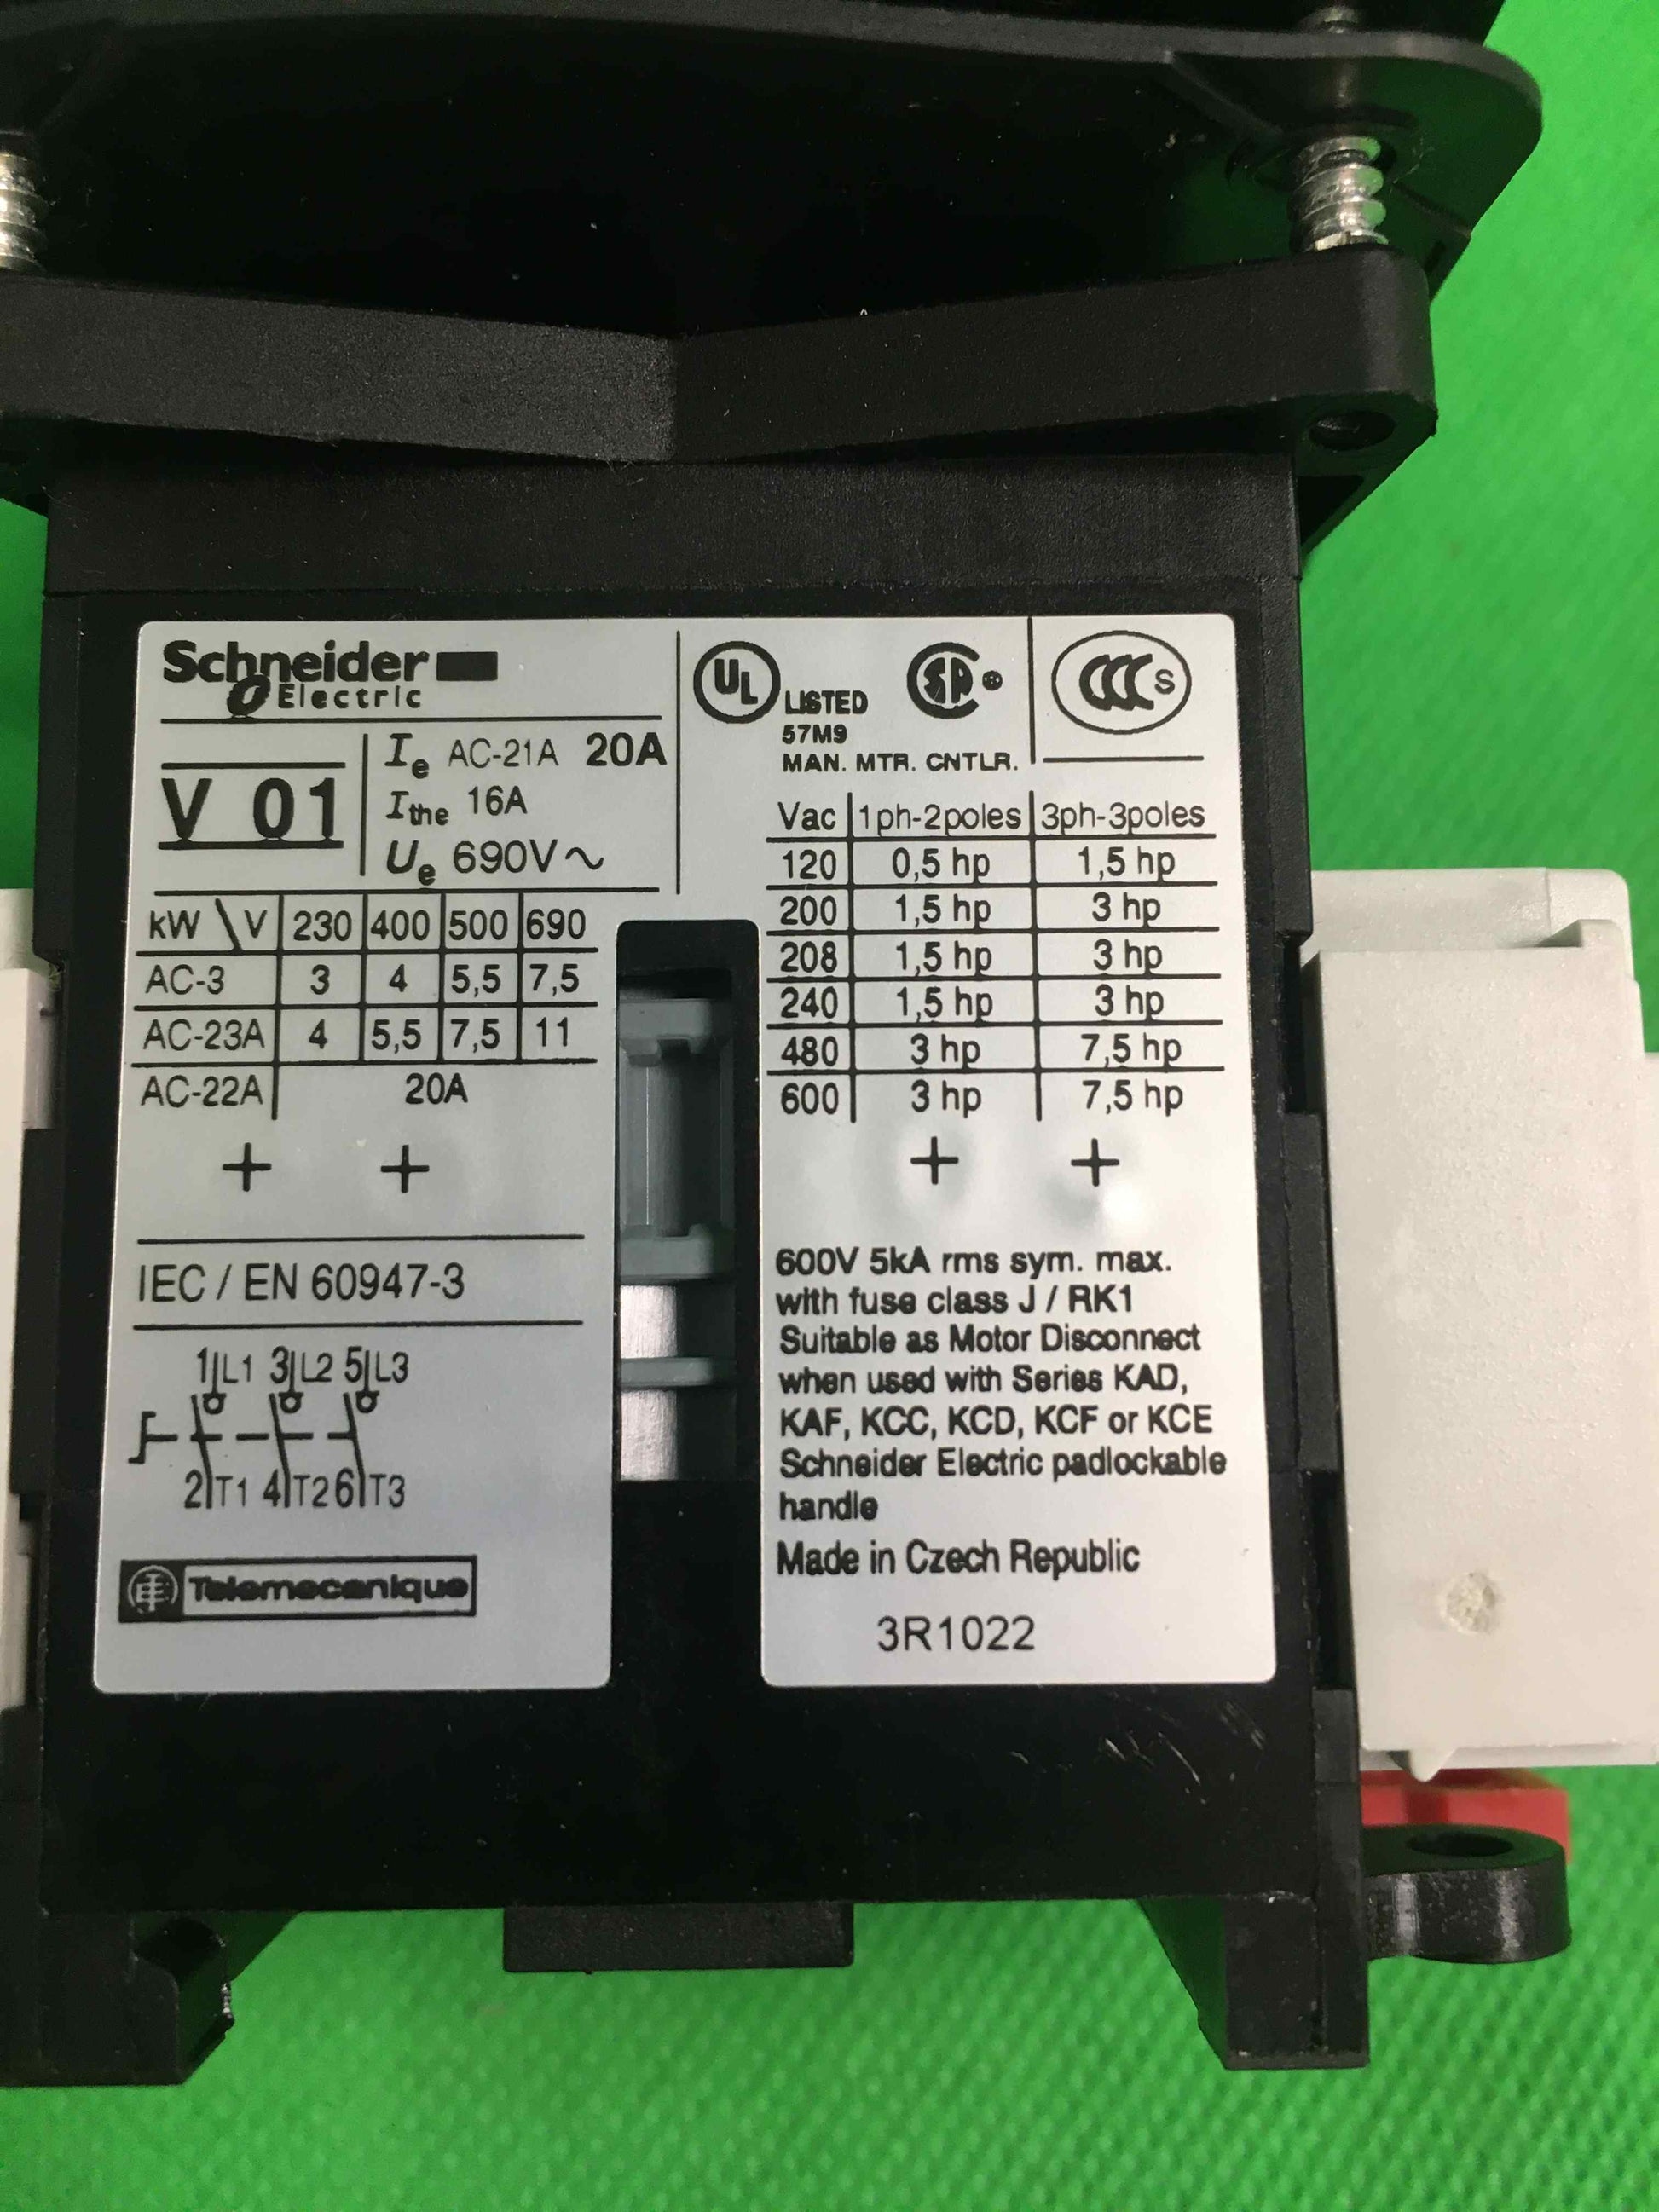 Schneider
Electric
V 01
Ie AC-21A 20A
Ithe 16A
Ue 690V~
kW \ V 230 400 500 690
AC-3 3 4 5,5 7,5
AC-23A 4 5,5 7,5 11
AC-22A 20A
+ +
IEC / EN 60947-3
1 L1 3 L2 5 L3
2 T1 4 T2 6 T3
Telemecanique
UL LISTED SA ® CCC S
57M9
MAN. MTR. CNTLR.
Vac 1ph-2poles 3ph-3poles
120 0,5 hp 1,5 hp
200 1,5 hp 3 hp
208 1,5 hp 3 hp
240 1,5 hp 3 hp
480 3 hp 7,5 hp
600 3 hp 7,5 hp
+ +
600V 5kA rms sym. max.
with fuse class J / RK1
Suitable as Motor Disconnect
when used with Series KAD,
KAF, KCC, KCD, KCF or KCE
Schneider Electric padlockable
handle
Made in Czech Republic
3R1022